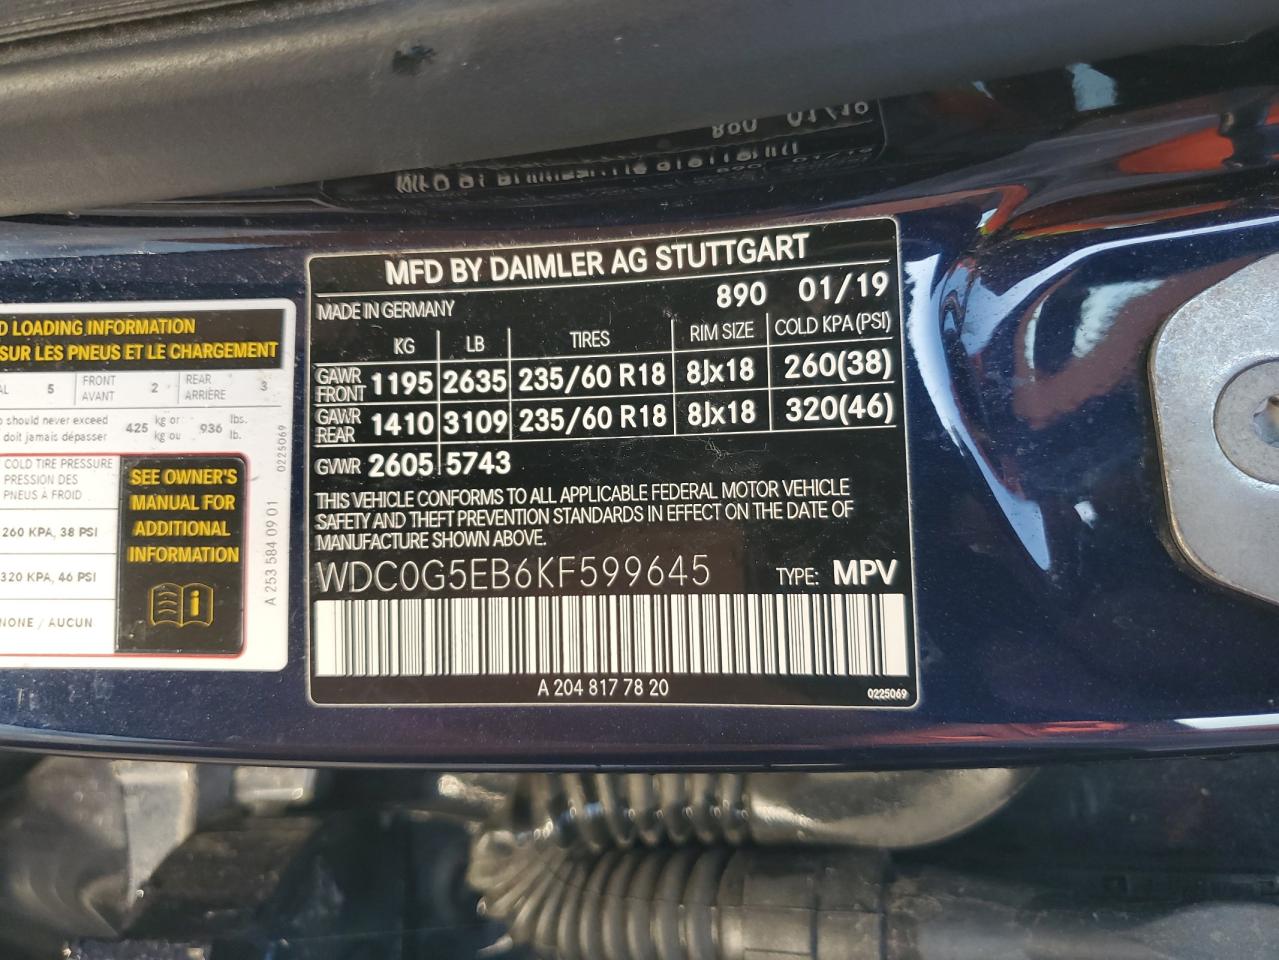 MFD BY DAIMLER AG STUTTGART
MADE IN GERMANY 890 01/19
KG LB TIRES RIM SIZE COLD KPA(PSI)
GAWR FRONT 1195 2635 235/60 R18 8Jx18 260(38)
GAWR REAR 1410 3109 235/60 R18 8Jx18 320(46)
GVWR 2605 5743
THIS VEHICLE CONFORMS TO ALL APPLICABLE FEDERAL MOTOR VEHICLE
SAFETY AND THEFT PREVENTION STANDARDS IN EFFECT ON THE DATE OF
MANUFACTURE SHOWN ABOVE.
WDC0G5EB6KF599645 TYPE: MPV
A 204 817 78 20 0225069
LOADING INFORMATION
SUR LES PNEUS ET LE CHARGEMENT
5 FRONT AVANT 2 REAR ARRIÈRE 3
should never exceed 425 kg or 936 lbs.
doit jamais dépasser kg ou lb.
COLD TIRE PRESSURE
PRESSION DES
PNEUS À FROID
260 KPA, 38 PSI
320 KPA, 46 PSI
NONE / AUCUN
SEE OWNER'S
MANUAL FOR
ADDITIONAL
INFORMATION
i
0225069
A 253 584 09 01